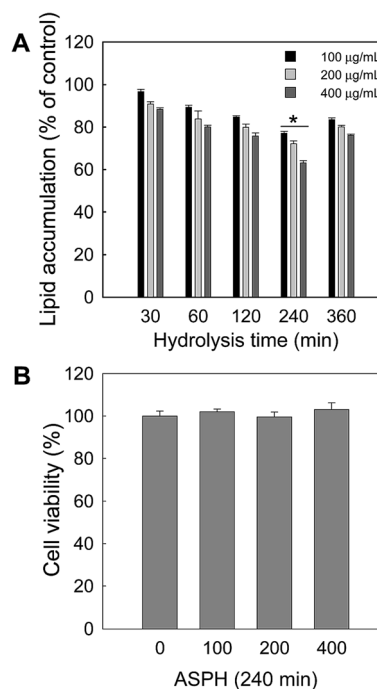 A
120
100
80
60
40
20
0
Lipid accumulation (% of control)
100 µg/mL
200 µg/mL
400 µg/mL
*
30 60 120 240 360
Hydrolysis time (min)
B
120
100
80
60
40
20
0
Cell viability (%)
0 100 200 400
ASPH (240 min)